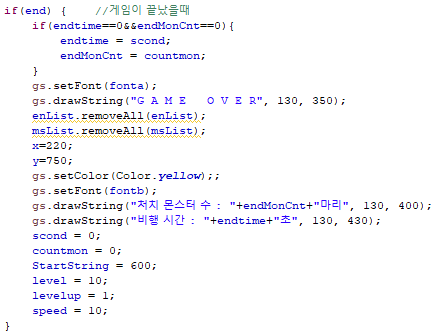 if(end) {    //게임이 끝났을때
    if(endtime==0&&endMonCnt==0){
        endtime = scond;
        endMonCnt = countmon;
    }
    gs.setFont(fonta);
    gs.drawString("G A M E   O V E R", 130, 350);
    enList.removeAll(enList);
    msList.removeAll(msList);
    x=220;
    y=750;
    gs.setColor(Color.yellow);;
    gs.setFont(fontb);
    gs.drawString("처치 몬스터 수 : "+endMonCnt+"마리", 130, 400);
    gs.drawString("비행 시간 : "+endtime+"초", 130, 430);
    scond = 0;
    countmon = 0;
    StartString = 600;
    level = 10;
    levelup = 1;
    speed = 10;
}